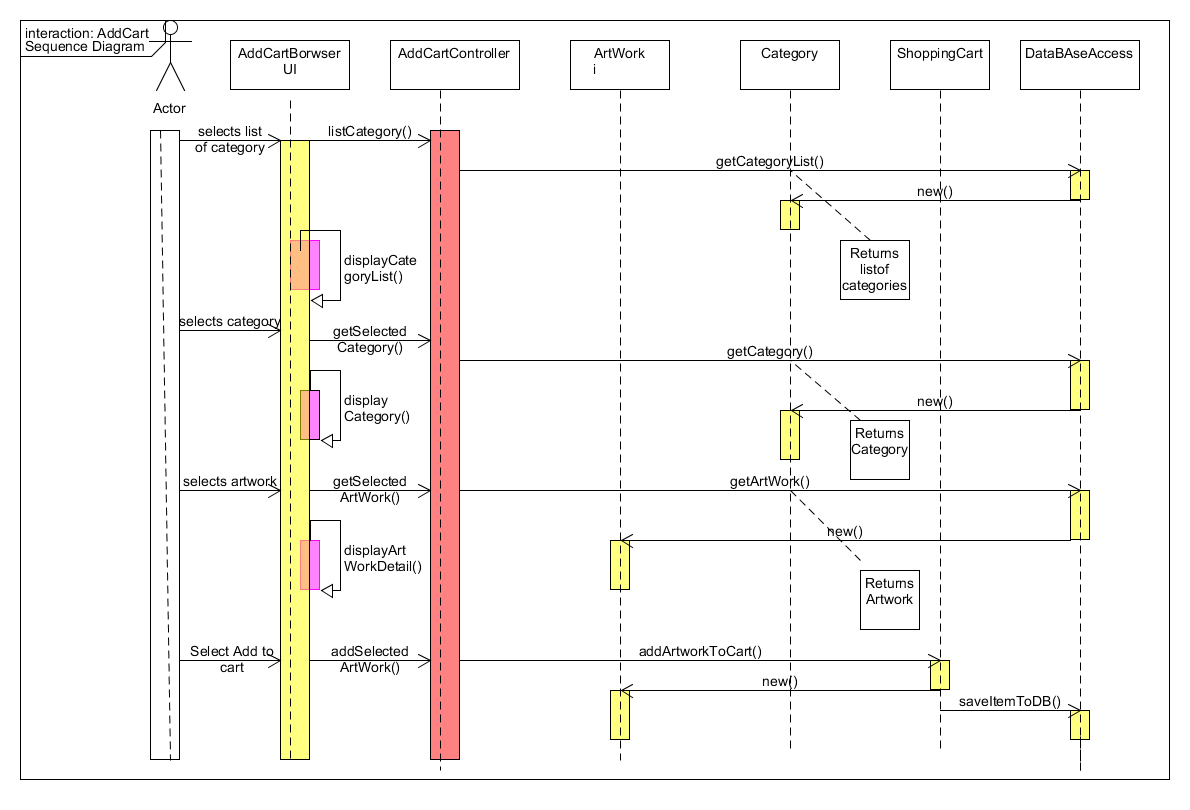 interaction: AddCart
Sequence Diagram
Actor
AddCartBorwser
UI
AddCartController
ArtWork
i
Category
ShoppingCart
DataBAseAccess
selects list
of category
listCategory()
getCategoryList()
new()
Returns
listof
categories
displayCate
goryList()
selects category
getSelected
Category()
getCategory()
new()
display
Category()
Returns
Category
selects artwork
getSelected
ArtWork()
getArtWork()
new()
displayArt
WorkDetail()
Returns
Artwork
Select Add to
cart
addSelected
ArtWork()
addArtworkToCart()
new()
saveItemToDB()